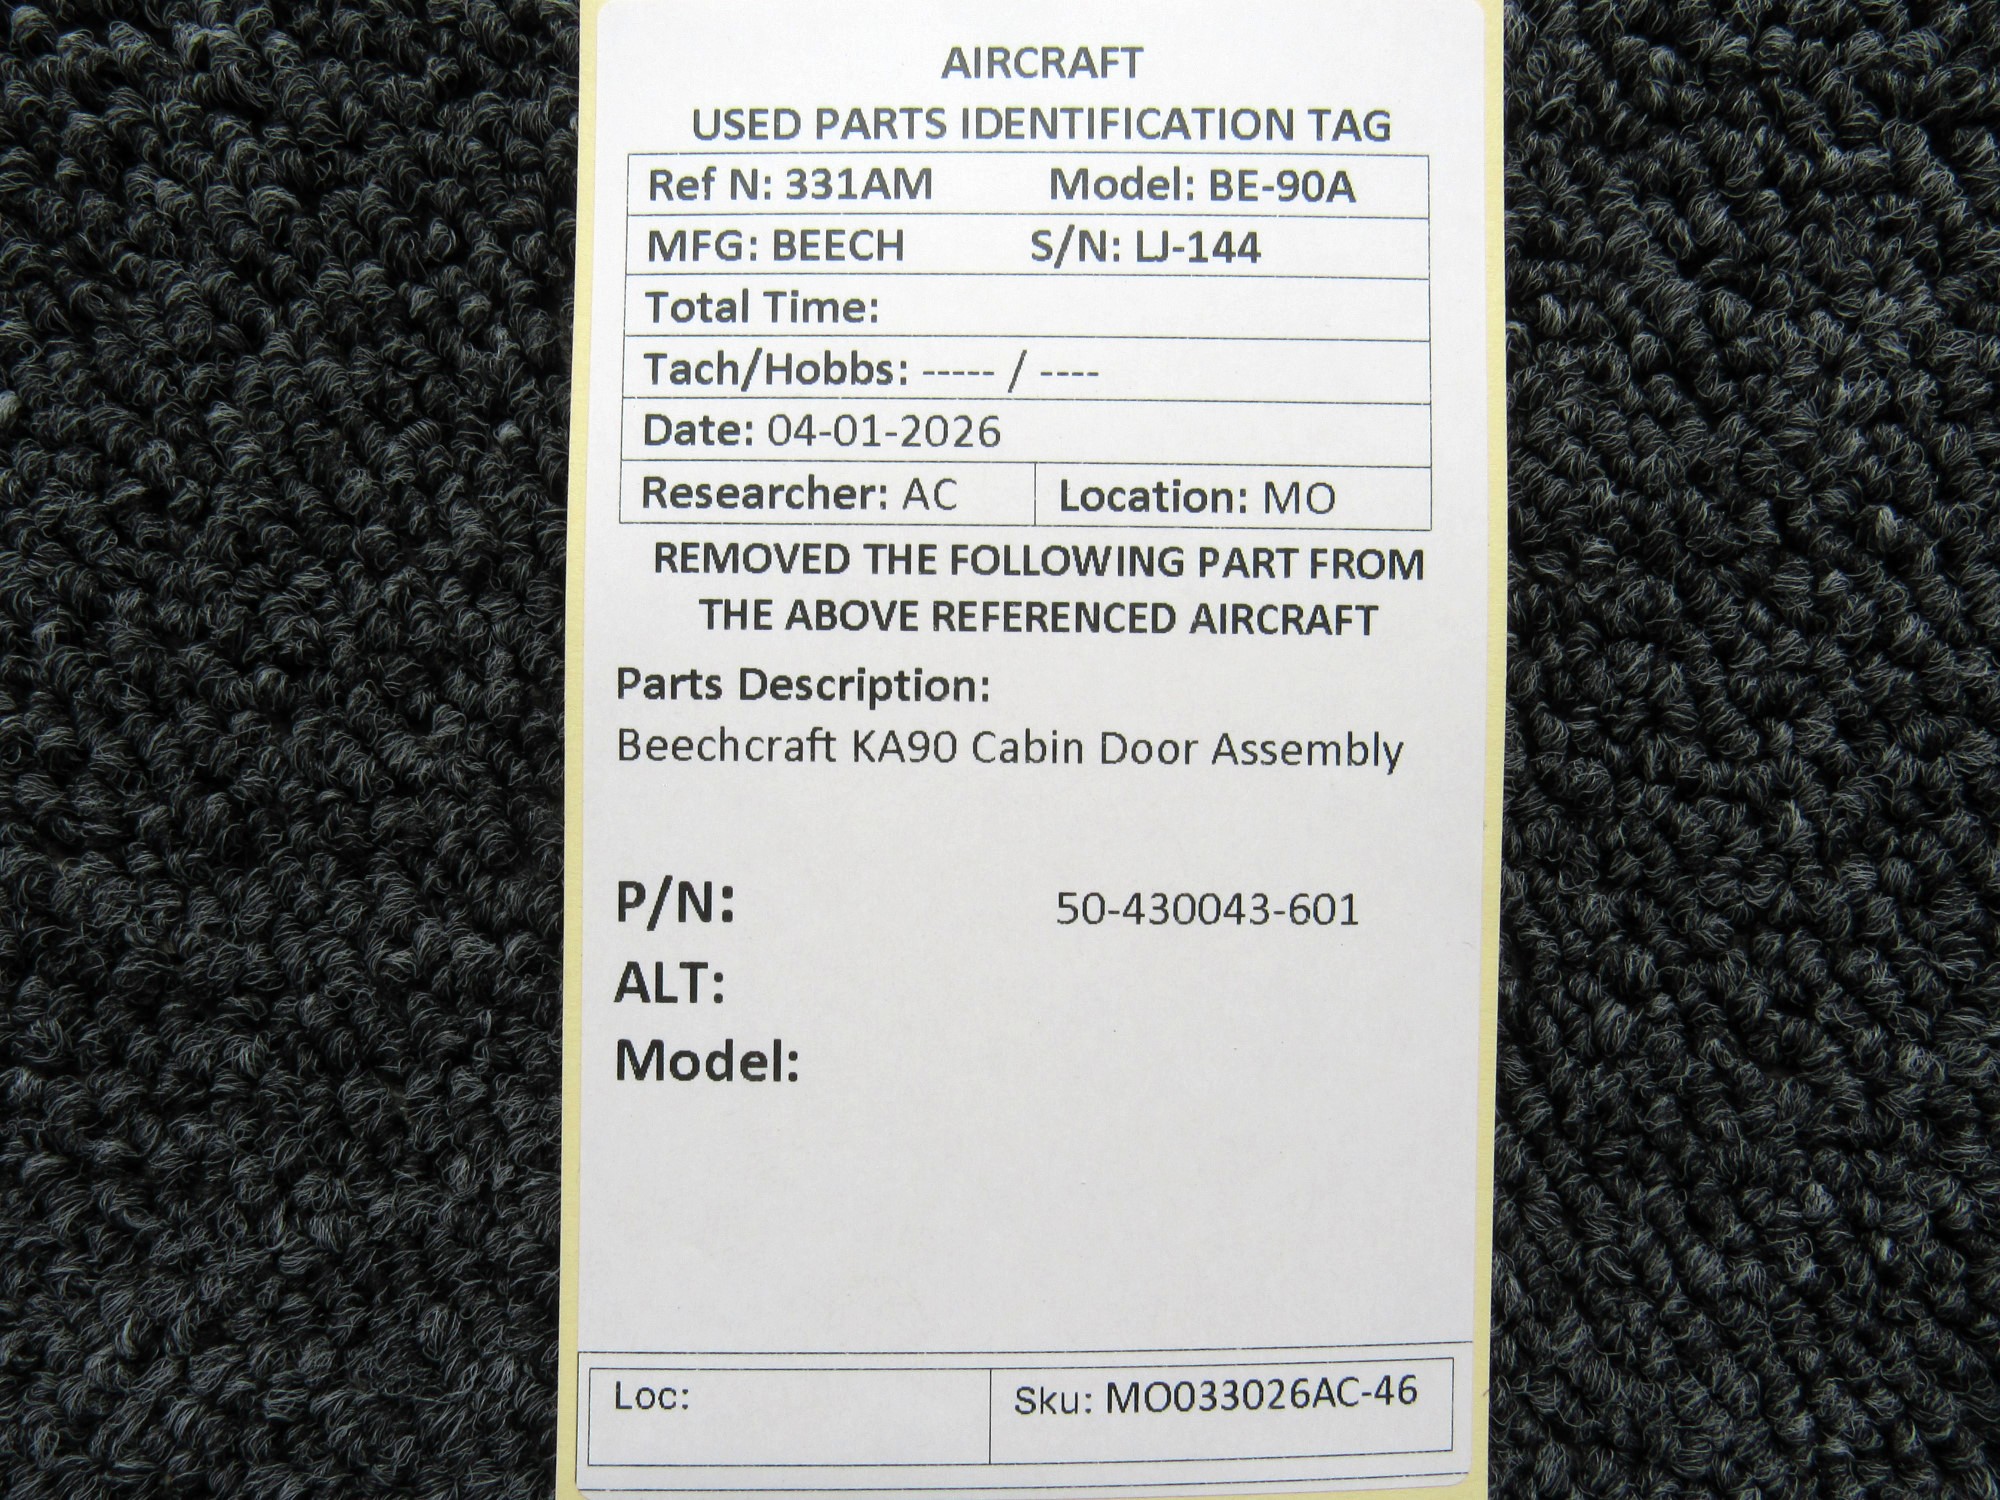 AIRCRAFT
USED PARTS IDENTIFICATION TAG
Ref N: 331AM Model: BE-90A
MFG: BEECH S/N: LJ-144
Total Time:
Tach/Hobbs: ----- / ----
Date: 04-01-2026
Researcher: AC Location: MO
REMOVED THE FOLLOWING PART FROM
THE ABOVE REFERENCED AIRCRAFT
Parts Description:
Beechcraft KA90 Cabin Door Assembly
P/N: 50-430043-601
ALT:
Model:
Loc: Sku: MO033026AC-46